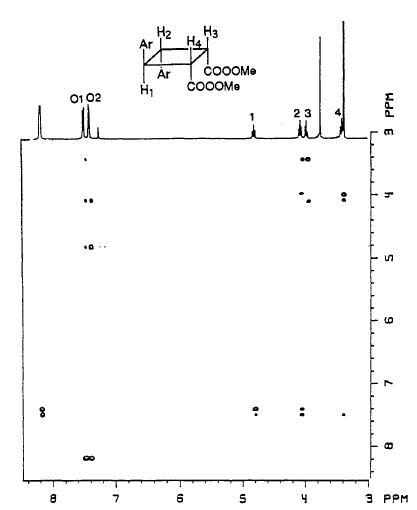 H2
H3
Ar
H4
Ar
COOOMe
COOOMe
H1
O1 O2
1
2 3
4
PPM
3
4
5
6
7
8
8 7 6 5 4 3 PPM